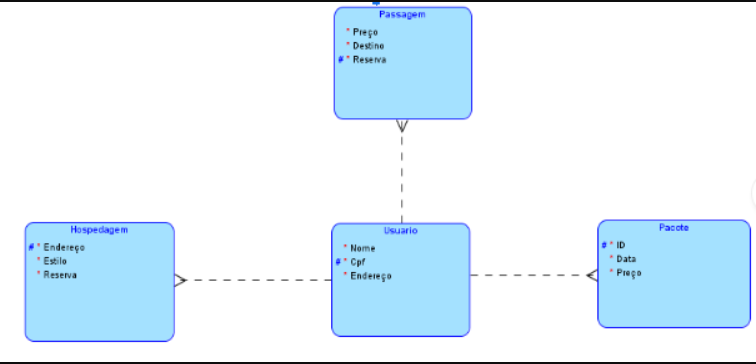 Passagem
* Preço
* Destino
# * Reserva
Hospedagem
# * Endereço
* Estilo
* Reserva
Usuario
* Nome
# * Cpf
* Endereço
Pacote
# * ID
* Data
* Preço